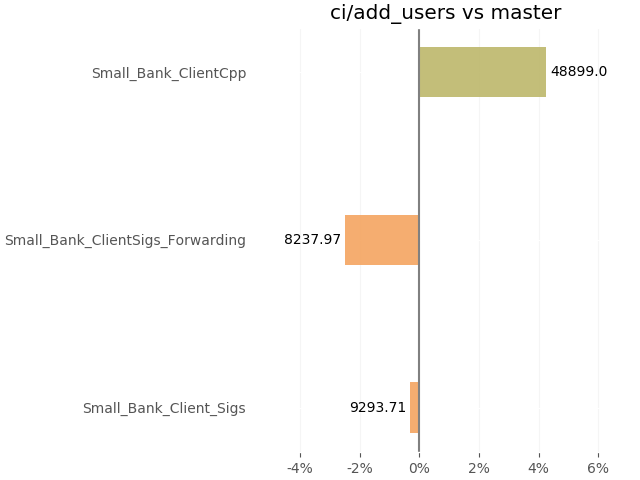 ci/add_users vs master
Small_Bank_ClientCpp
48899.0
Small_Bank_ClientSigs_Forwarding
8237.97
Small_Bank_Client_Sigs
9293.71
-4% -2% 0% 2% 4% 6%